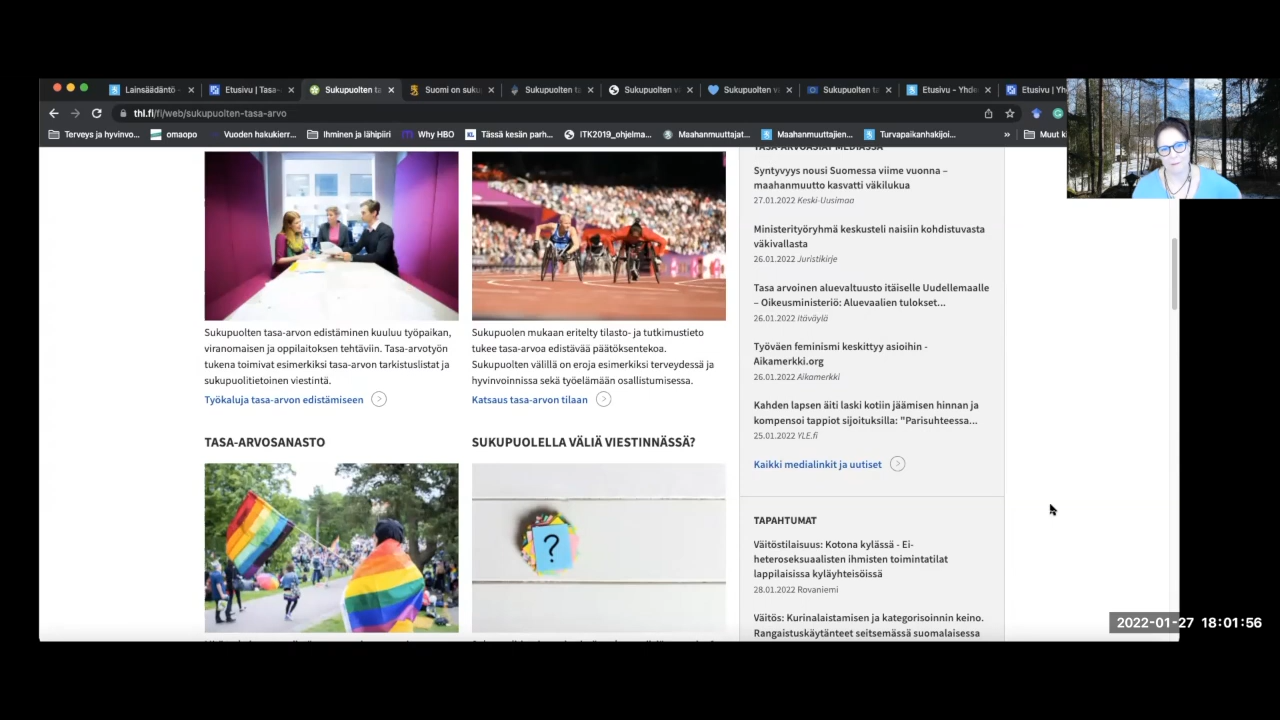 Lainsäädäntö
Etusivu | Tasa-
Sukupuolten ta
Suomi on suku
Sukupuolten ta
Sukupuolten v
Sukupuolten v
Sukupuolten ta
Etusivu – Yhde
Etusivu | Yh
thl.fi/fi/web/sukupuolten-tasa-arvo
Terveys ja hyvinvo...
omaopo
Vuoden hakukierr...
Ihminen ja lähipiiri
Why HBO
Tässä kesän parh...
ITK2019_ohjelma...
Maahanmuuttajat...
Maahanmuuttajien...
Turvapaikanhakijoi...
»
Muut k
Sukupuolten tasa-arvon edistäminen kuuluu työpaikan,
viranomaisen ja oppilaitoksen tehtäviin. Tasa-arvotyön
tukena toimivat esimerkiksi tasa-arvon tarkistuslistat ja
sukupuolitietoinen viestintä.
Työkaluja tasa-arvon edistämiseen
Sukupuolen mukaan eritelty tilasto- ja tutkimustieto
tukee tasa-arvoa edistävää päätöksentekoa.
Sukupuolten välillä on eroja esimerkiksi terveydessä ja
hyvinvoinnissa sekä työelämään osallistumisessa.
Katsaus tasa-arvon tilaan
TASA-ARVOSANASTO
SUKUPUOLELLA VÄLIÄ VIESTINNÄSSÄ?
?
TASA-ARVOASIAT MEDIASSA
Syntyvyys nousi Suomessa viime vuonna –
maahanmuutto kasvatti väkilukua
27.01.2022 Keski-Uusimaa
Ministerityöryhmä keskusteli naisiin kohdistuvasta
väkivallasta
26.01.2022 Juristikirje
Tasa arvoinen aluevaltuusto itäiselle Uudellemaalle
– Oikeusministeriö: Aluevaalien tulokset...
26.01.2022 Itäväylä
Työväen feminismi keskittyy asioihin -
Aikamerkki.org
26.01.2022 Aikamerkki
Kahden lapsen äiti laski kotiin jäämisen hinnan ja
kompensoi tappiot sijoituksilla: "Parisuhteessa...
25.01.2022 YLE.fi
Kaikki medialinkit ja uutiset
TAPAHTUMAT
Väitöstilaisuus: Kotona kylässä - Ei-
heteroseksuaalisten ihmisten toimintatilat
lappilaisissa kyläyhteisöissä
28.01.2022 Rovaniemi
Väitös: Kurinalaistamisen ja kategorisoinnin keino.
Rangaistuskäytänteet seitsemässä suomalaisessa
2022-01-27 18:01:56